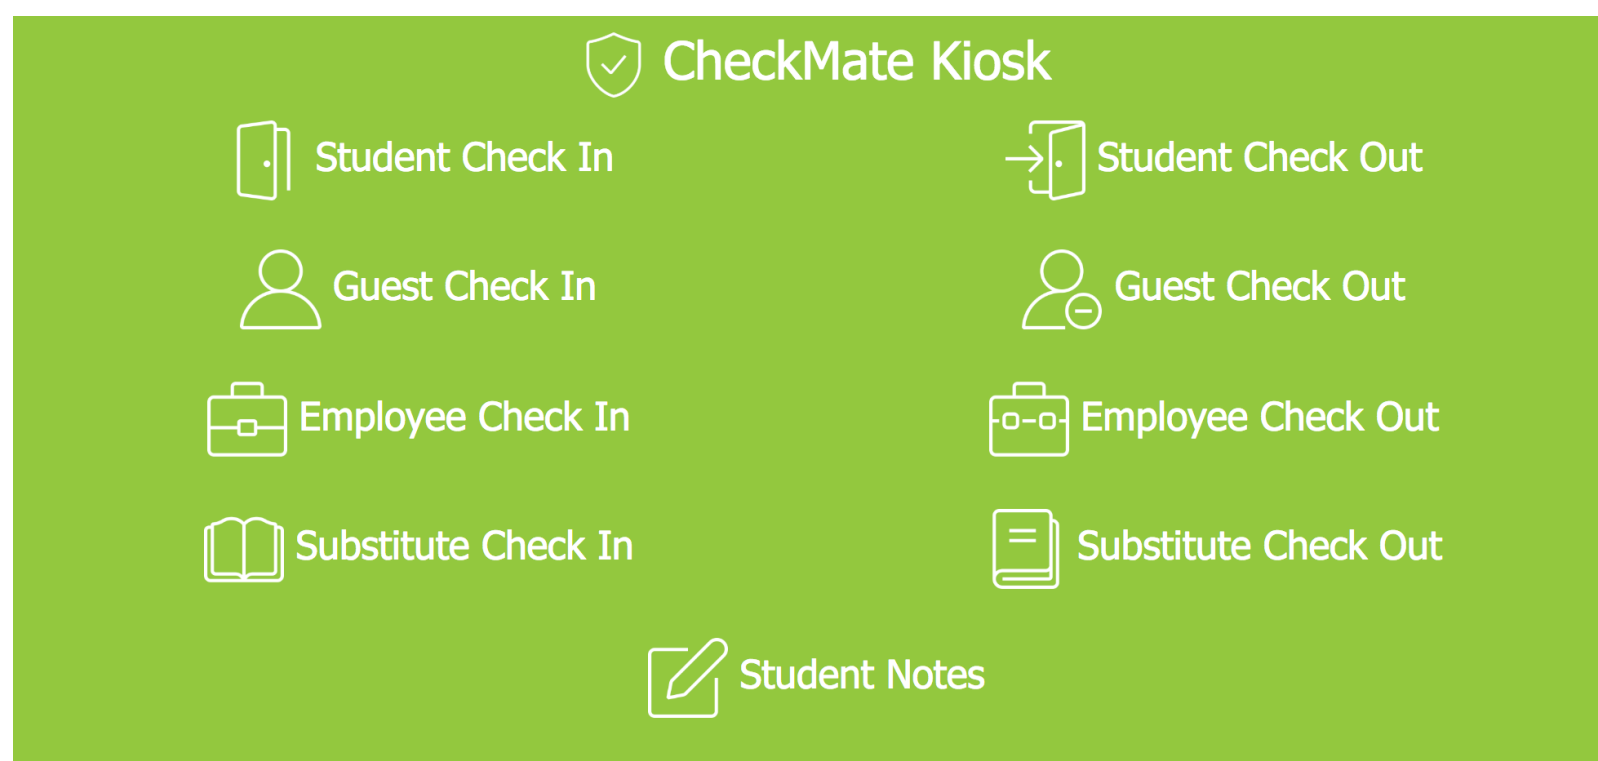 CheckMate Kiosk
Student Check In
Student Check Out
Guest Check In
Guest Check Out
Employee Check In
Employee Check Out
Substitute Check In
Substitute Check Out
Student Notes